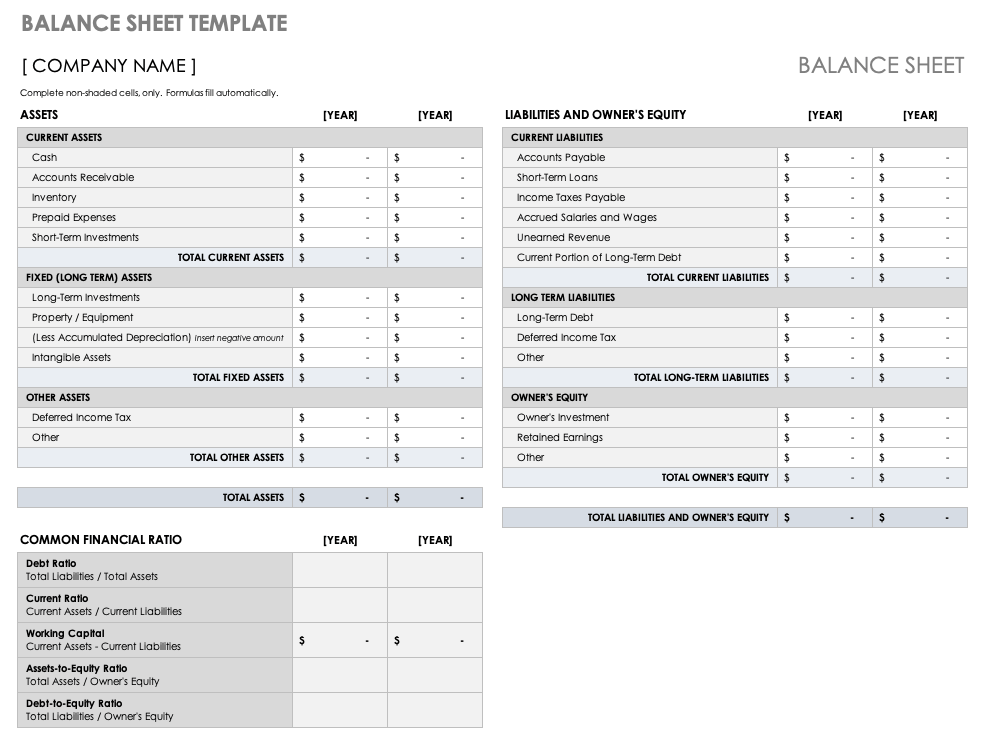 BALANCE SHEET TEMPLATE
[ COMPANY NAME ]
BALANCE SHEET
Complete non-shaded cells, only. Formulas fill automatically.
ASSETS [YEAR] [YEAR]
CURRENT ASSETS
Cash $ - $ -
Accounts Receivable $ - $ -
Inventory $ - $ -
Prepaid Expenses $ - $ -
Short-Term Investments $ - $ -
TOTAL CURRENT ASSETS $ - $ -
FIXED (LONG TERM) ASSETS
Long-Term Investments $ - $ -
Property / Equipment $ - $ -
(Less Accumulated Depreciation) Insert negative amount $ - $ -
Intangible Assets $ - $ -
TOTAL FIXED ASSETS $ - $ -
OTHER ASSETS
Deferred Income Tax $ - $ -
Other $ - $ -
TOTAL OTHER ASSETS $ - $ -
TOTAL ASSETS $ - $ -
COMMON FINANCIAL RATIO [YEAR] [YEAR]
Debt Ratio
Total Liabilities / Total Assets
Current Ratio
Current Assets / Current Liabilities
Working Capital
Current Assets - Current Liabilities $ - $ -
Assets-to-Equity Ratio
Total Assets / Owner's Equity
Debt-to-Equity Ratio
Total Liabilities / Owner's Equity
LIABILITIES AND OWNER'S EQUITY [YEAR] [YEAR]
CURRENT LIABILITIES
Accounts Payable $ - $ -
Short-Term Loans $ - $ -
Income Taxes Payable $ - $ -
Accrued Salaries and Wages $ - $ -
Unearned Revenue $ - $ -
Current Portion of Long-Term Debt $ - $ -
TOTAL CURRENT LIABILITIES $ - $ -
LONG TERM LIABILITIES
Long-Term Debt $ - $ -
Deferred Income Tax $ - $ -
Other $ - $ -
TOTAL LONG-TERM LIABILITIES $ - $ -
OWNER'S EQUITY
Owner's Investment $ - $ -
Retained Earnings $ - $ -
Other $ - $ -
TOTAL OWNER'S EQUITY $ - $ -
TOTAL LIABILITIES AND OWNER'S EQUITY $ - $ -